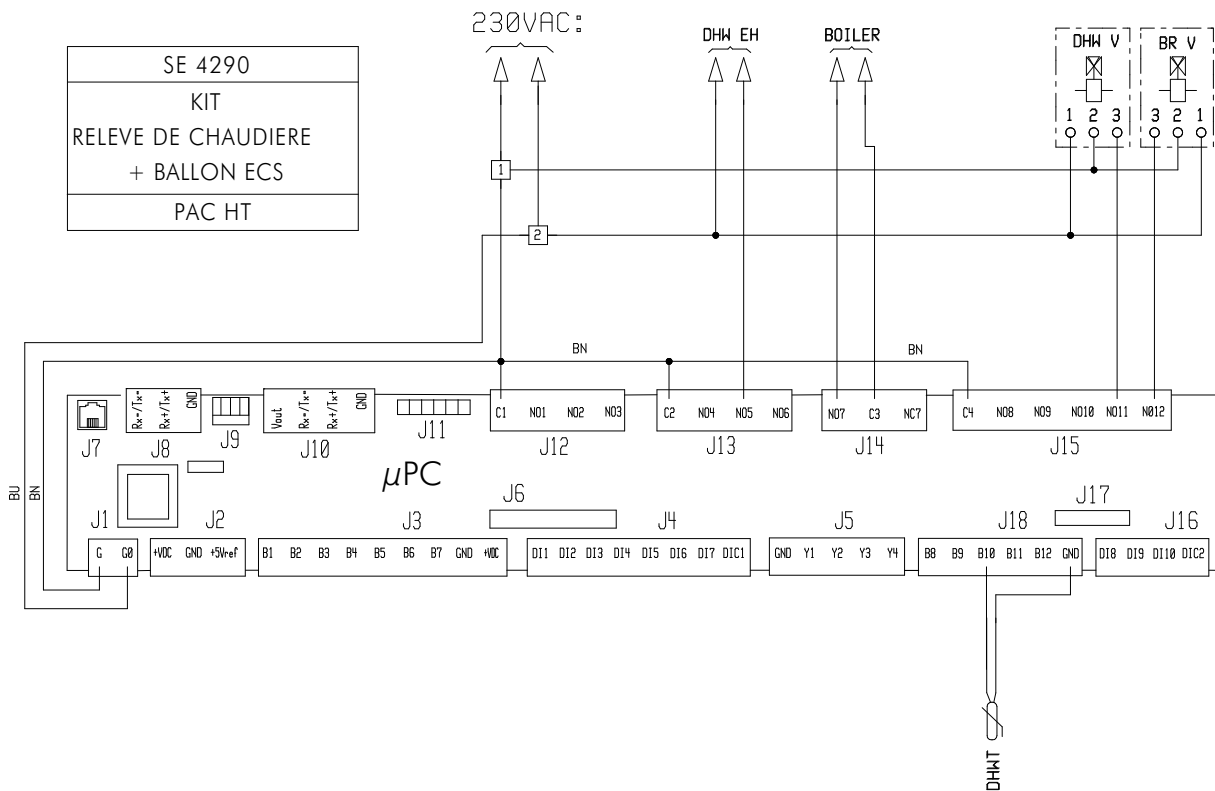 230VAC:
SE 4290
KIT
RELEVE DE CHAUDIERE
+ BALLON ECS
PAC HT
DHW EH
BOILER
DHW V
BR V
1 2 3
3 2 1
1
2
BN
BN
BU
BN
Rx-/Tx-
Rx+/Tx+
GND
Vout
Rx-/Tx-
Rx+/Tx+
GND
C1 NO1 NO2 NO3
C2 NO4 NO5 NO6
NO7 C3 NC7
C4 NO8 NO9 NO10 NO11 NO12
J7
J8
J9
J10
J11
J12
J13
J14
J15
µPC
J1
J2
J3
J6
J4
J5
J18
J17
J16
G G0
+VDC GND +5Vref
B1 B2 B3 B4 B5 B6 B7 GND +VDC
DI1 DI2 DI3 DI4 DI5 DI6 DI7 DIC1
GND Y1 Y2 Y3 Y4
B8 B9 B10 B11 B12 GND
DI8 DI9 DI10 DIC2
DHWT